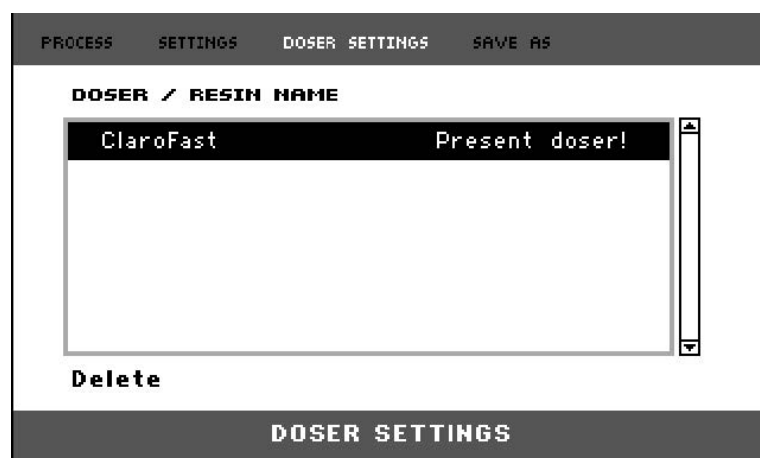 PROCESS SETTINGS DOSER SETTINGS SAVE AS
DOSER / RESIN NAME
ClaroFast Present doser!
Delete
DOSER SETTINGS